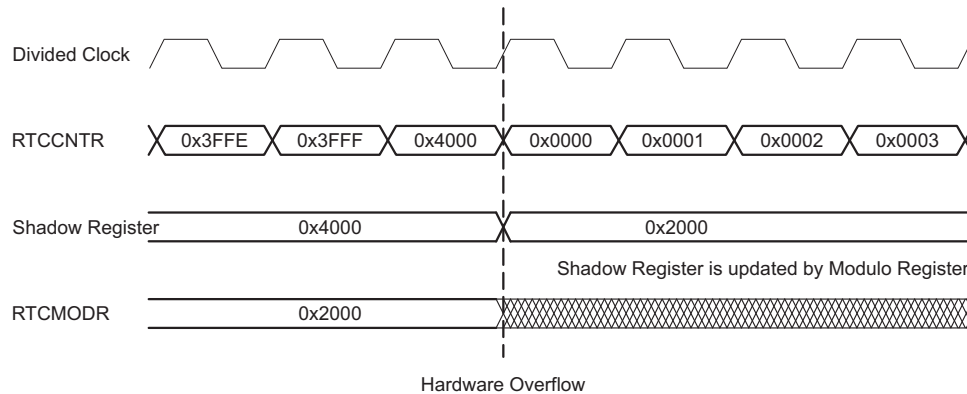 Divided Clock
RTCCNTR 0x3FFE 0x3FFF 0x4000 0x0000 0x0001 0x0002 0x0003
Shadow Register 0x4000 0x2000
Shadow Register is updated by Modulo Register
RTCMODR 0x2000
Hardware Overflow